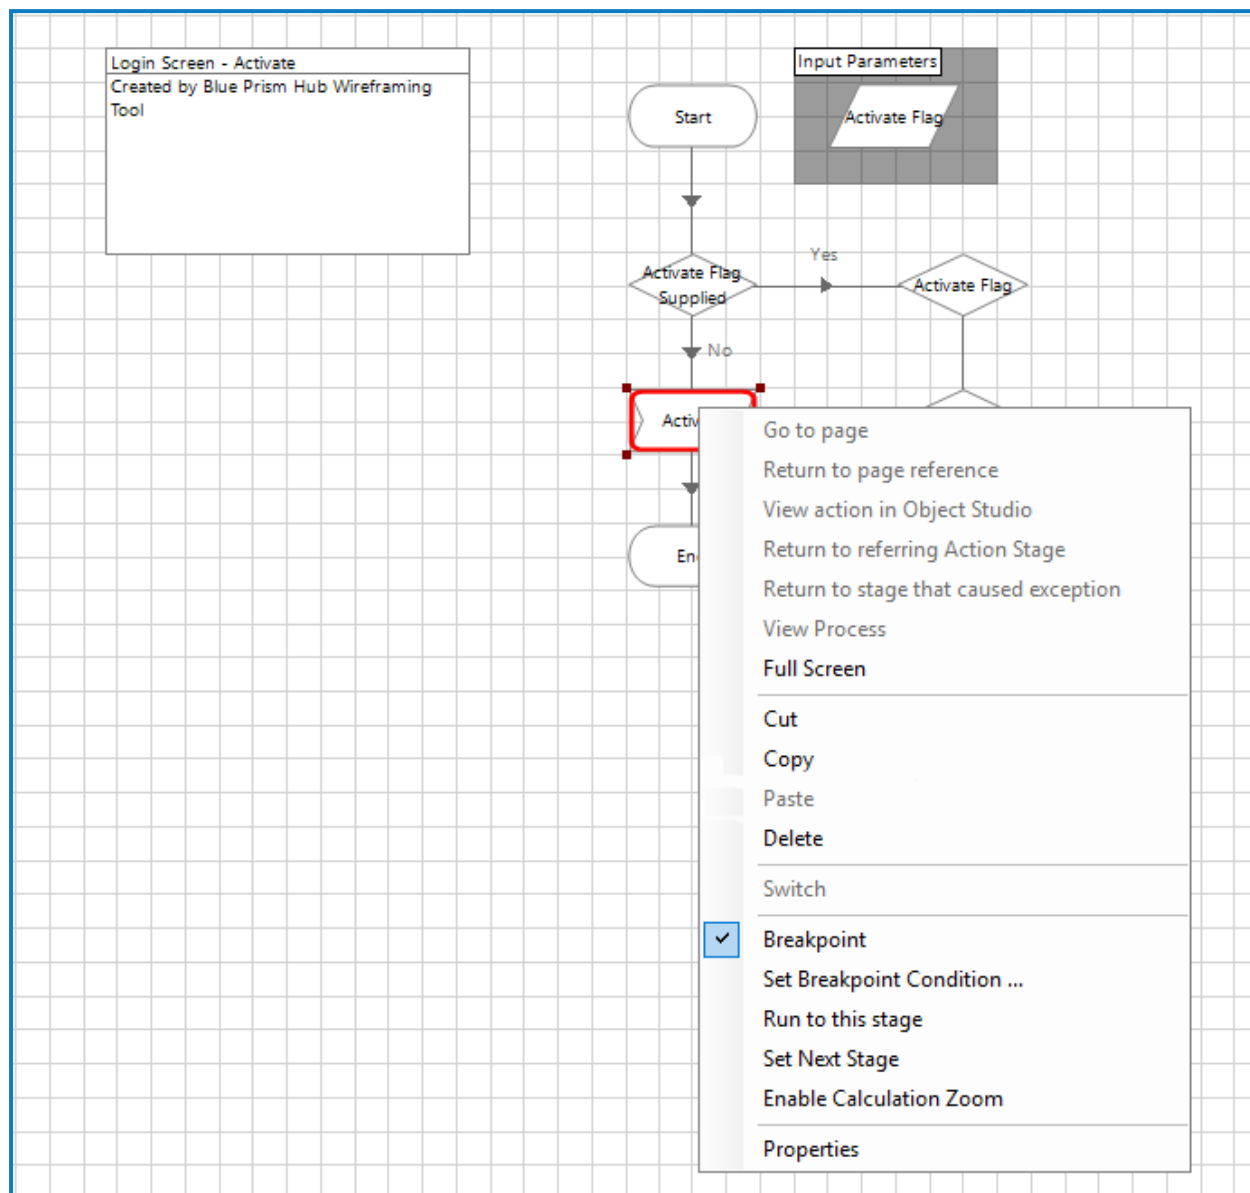 Login Screen - Activate
Created by Blue Prism Hub Wireframing
Tool
Start
Input Parameters
Activate Flag
Activate Flag
Supplied
Yes
Activate Flag
No
Go to page
Return to page reference
View action in Object Studio
Return to referring Action Stage
Return to stage that caused exception
View Process
Full Screen
Cut
Copy
Paste
Delete
Switch
Breakpoint
Set Breakpoint Condition ...
Run to this stage
Set Next Stage
Enable Calculation Zoom
Properties